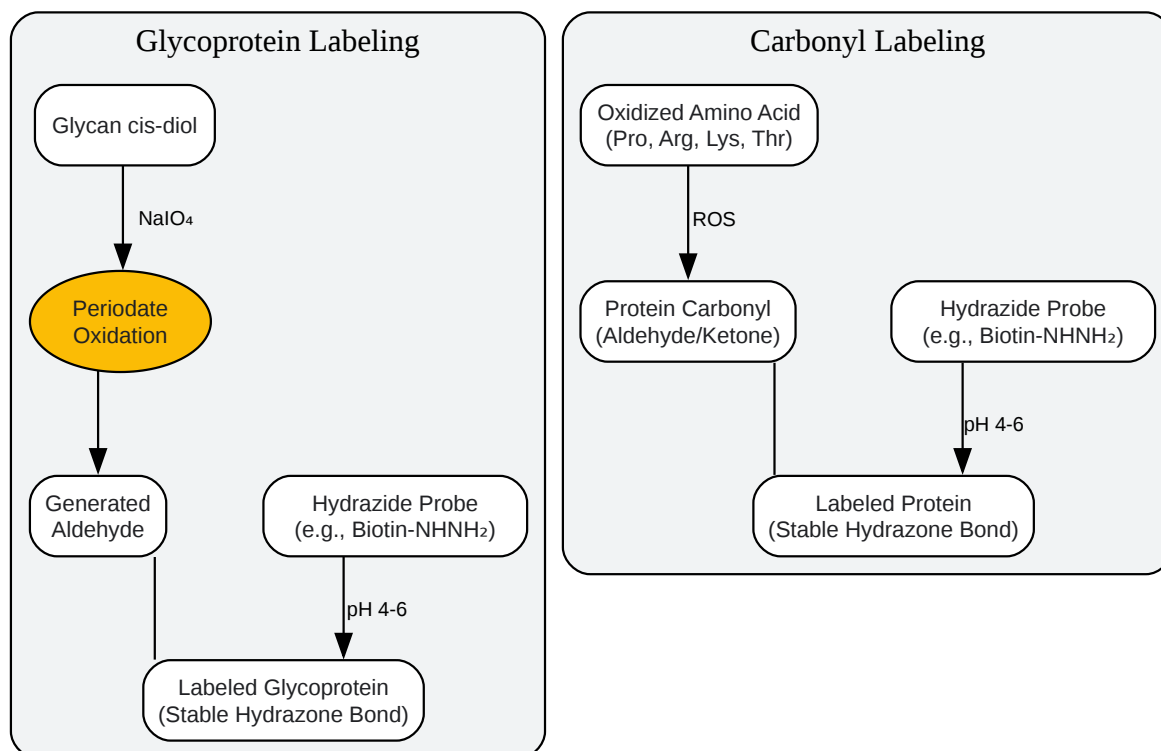 Glycoprotein Labeling
Glycan cis-diol
NaIO₄
Periodate
Oxidation
Generated
Aldehyde
Hydrazide Probe
(e.g., Biotin-NHNH₂)
pH 4-6
Labeled Glycoprotein
(Stable Hydrazone Bond)
Carbonyl Labeling
Oxidized Amino Acid
(Pro, Arg, Lys, Thr)
ROS
Protein Carbonyl
(Aldehyde/Ketone)
Hydrazide Probe
(e.g., Biotin-NHNH₂)
pH 4-6
Labeled Protein
(Stable Hydrazone Bond)